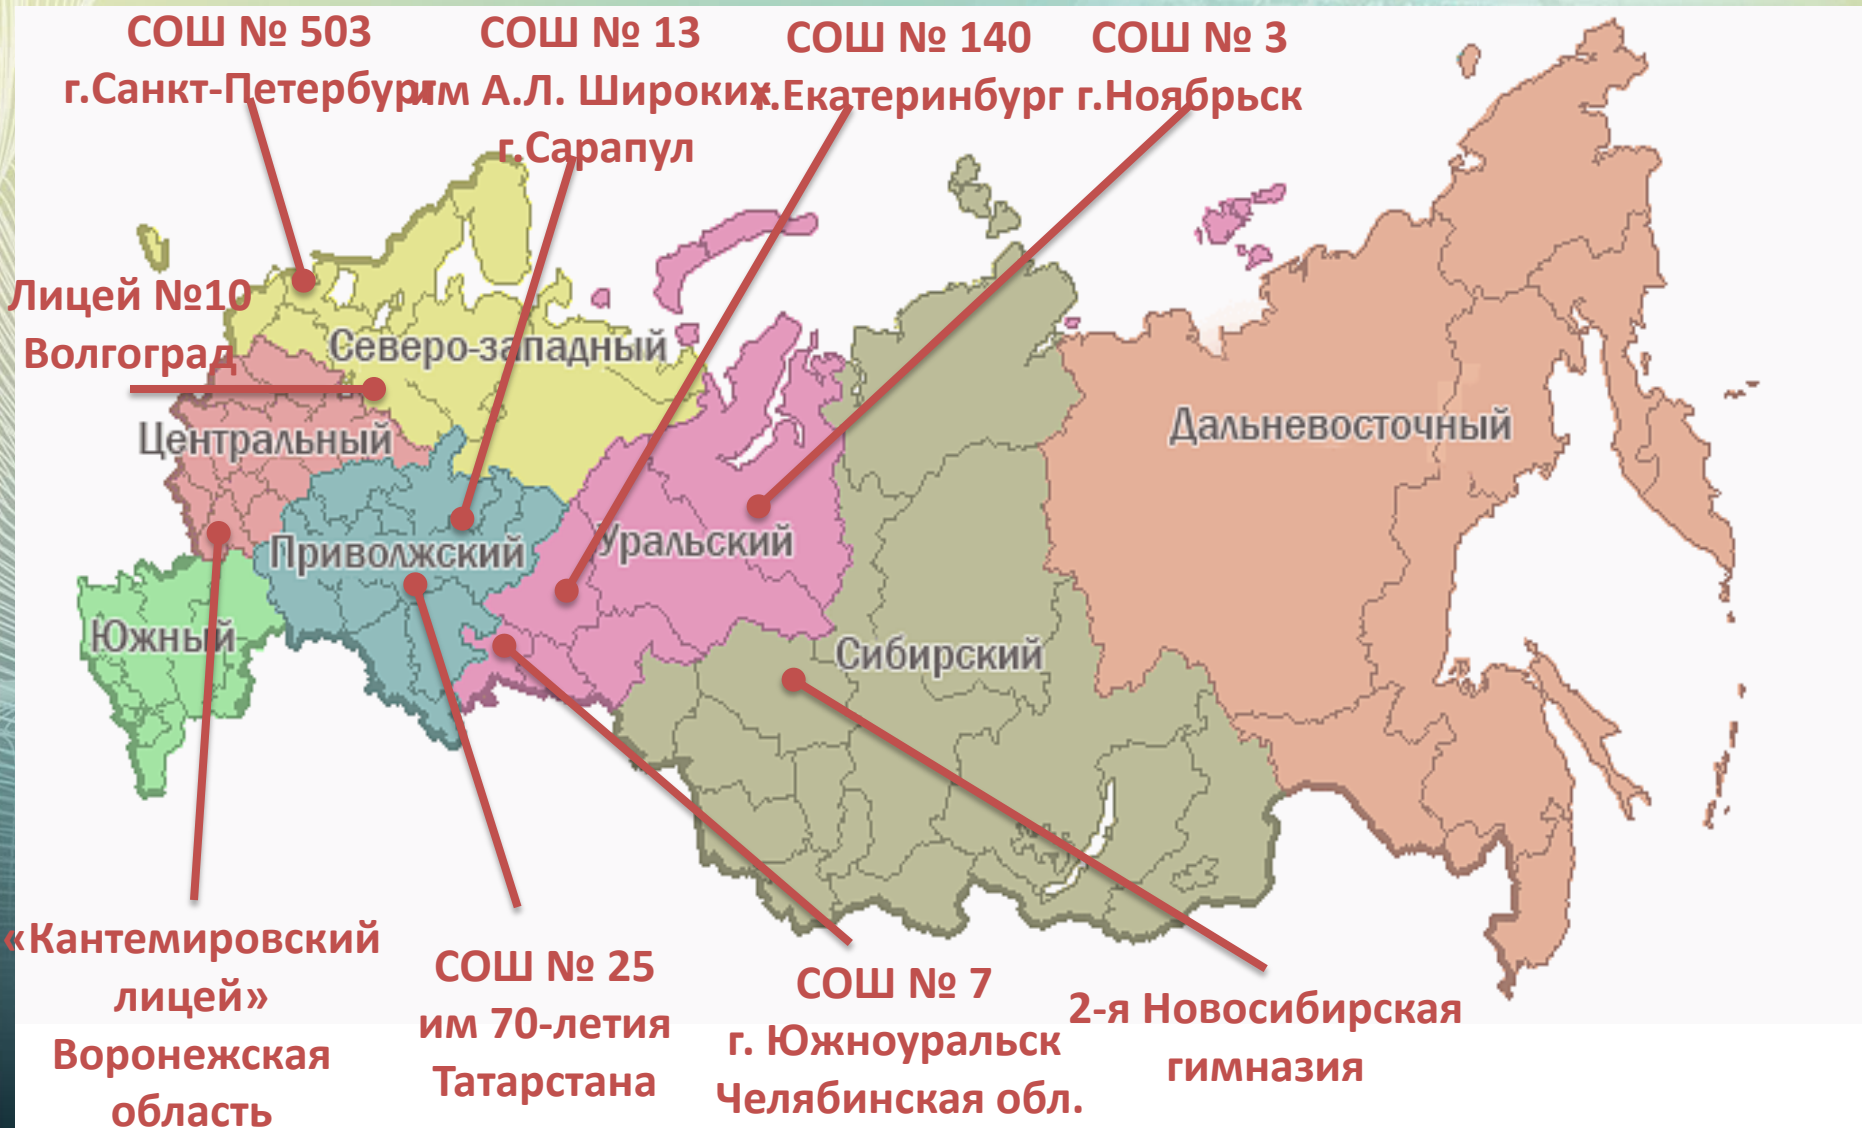 СОШ № 503
г.Санкт-Петербург
СОШ № 13
им А.Л. Широких
г.Сарапул
СОШ № 140
г.Екатеринбург
СОШ № 3
г.Ноябрьск
Лицей №10
Волгоград
Северо-западный
Центральный
Дальневосточный
Приволжский
Уральский
Южный
Сибирский
«Кантемировский
лицей»
Воронежская
область
СОШ № 25
им 70-летия
Татарстана
СОШ № 7
г. Южноуральск
Челябинская обл.
2-я Новосибирская
гимназия